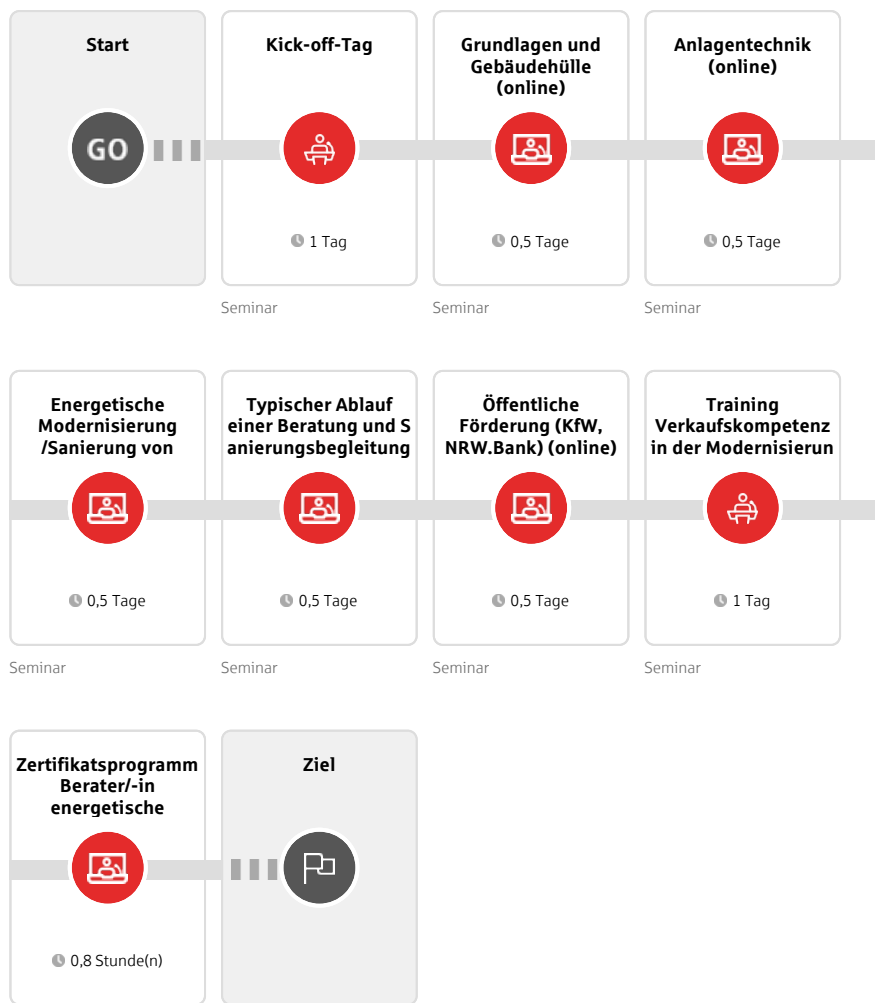 Start
GO
Kick-off-Tag
1 Tag
Seminar
Grundlagen und
Gebäudehülle
(online)
0,5 Tage
Seminar
Anlagentechnik
(online)
0,5 Tage
Seminar
Energetische
Modernisierung
/Sanierung von
0,5 Tage
Seminar
Typischer Ablauf
einer Beratung und S
anierungsbegleitung
0,5 Tage
Seminar
Öffentliche
Förderung (KfW,
NRW.Bank) (online)
0,5 Tage
Seminar
Training
Verkaufskompetenz
in der Modernisierun
1 Tag
Seminar
Zertifikatsprogramm
Berater/-in
energetische
0,8 Stunde(n)
Ziel